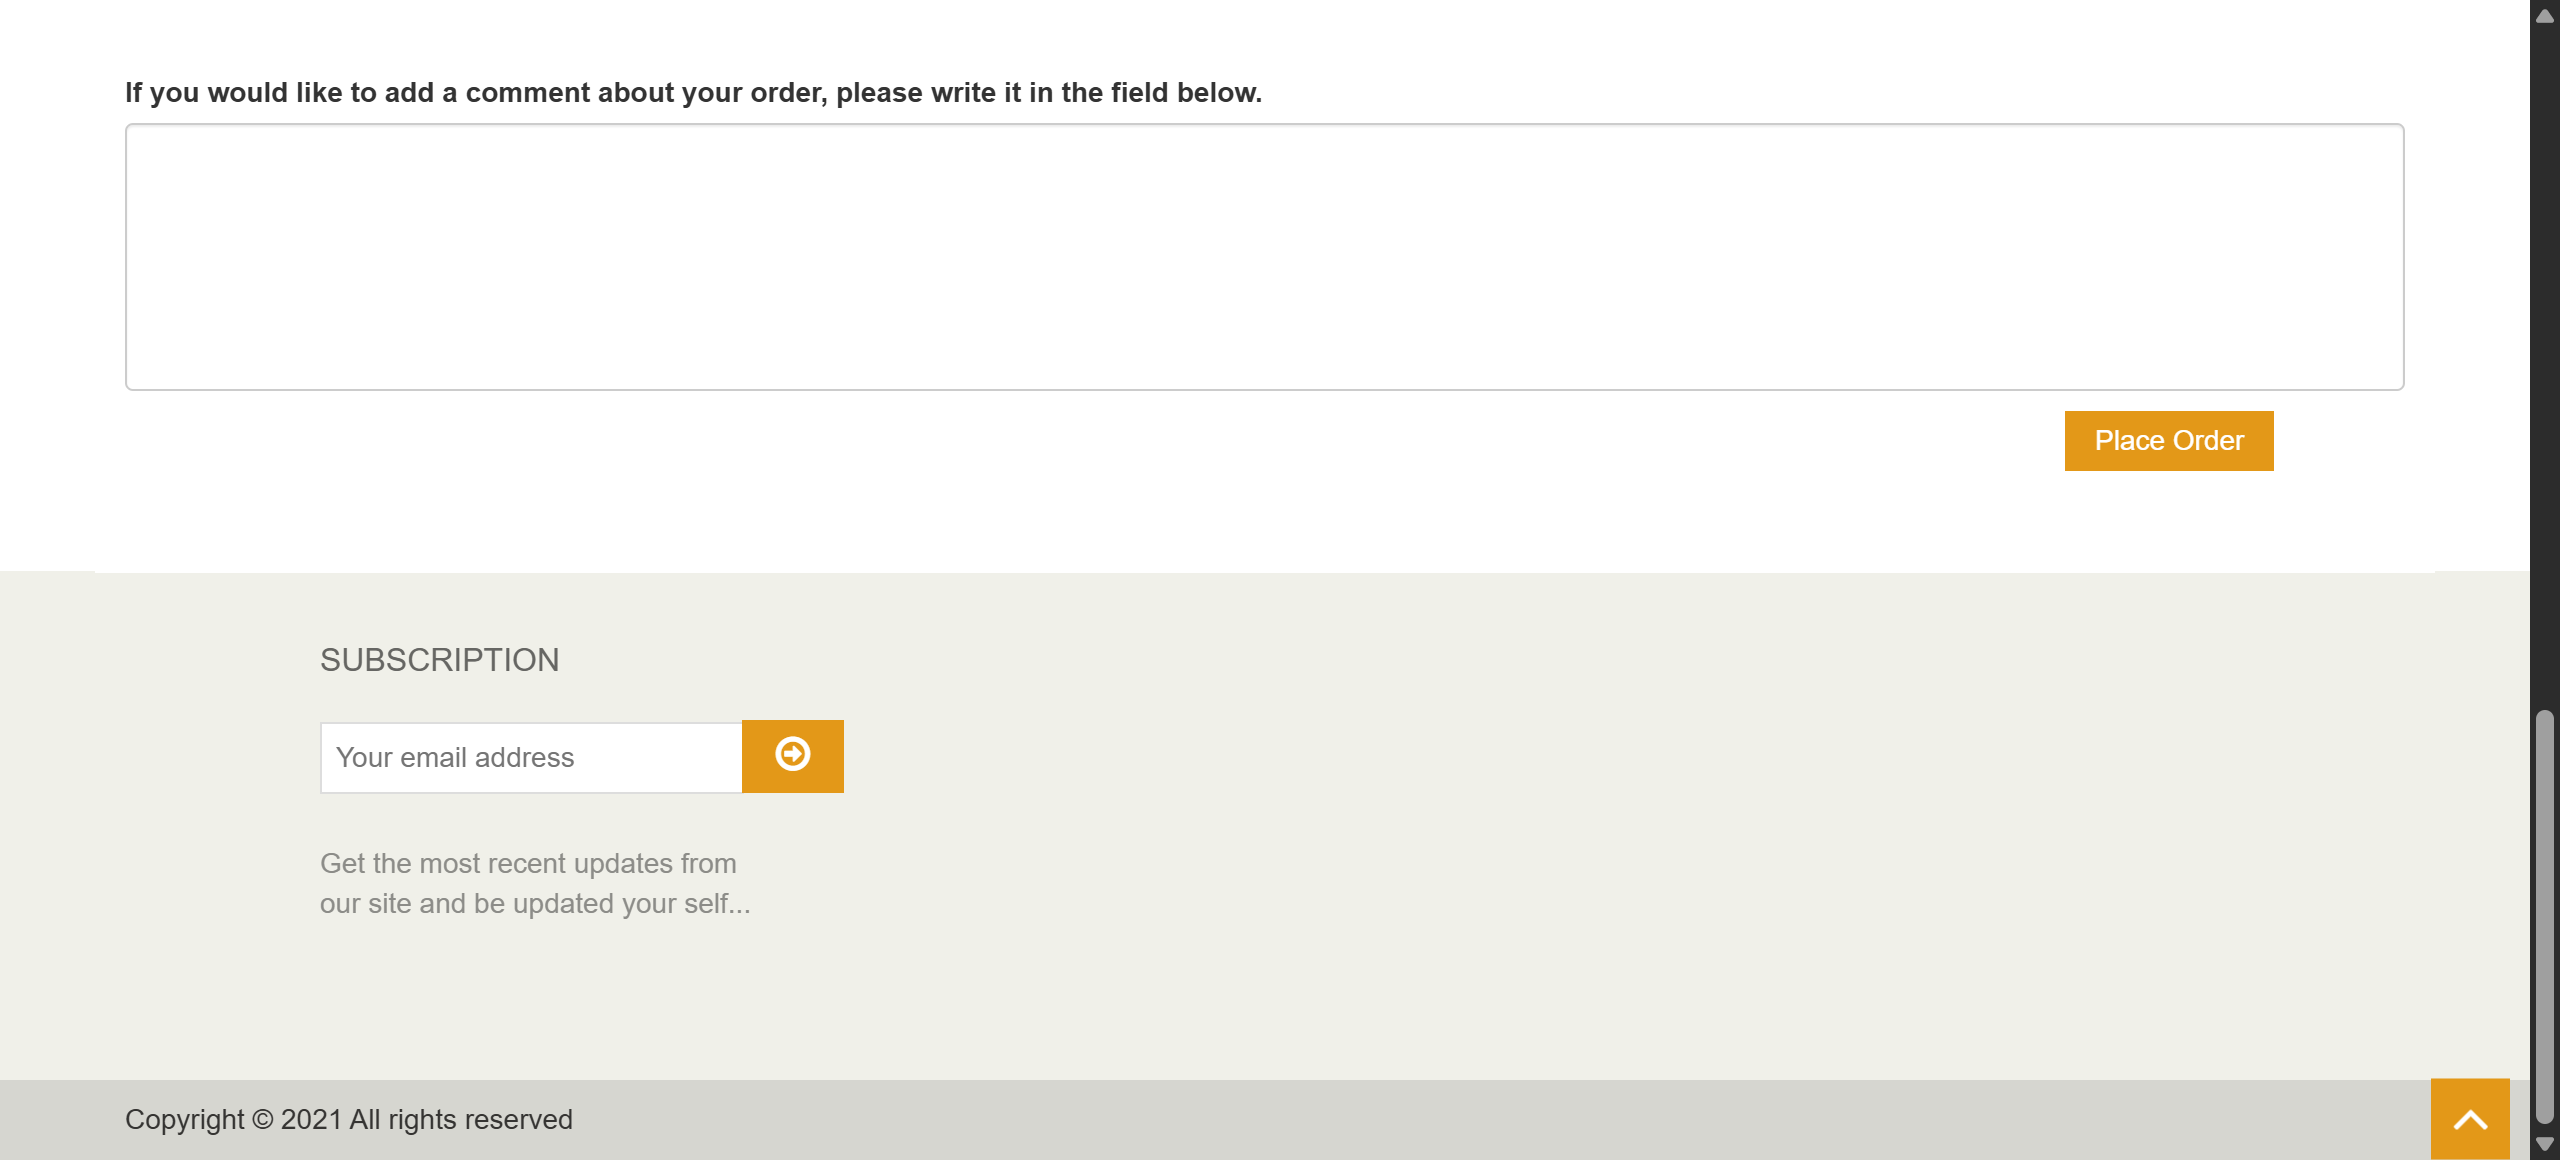 If you would like to add a comment about your order, please write it in the field below.
Place Order
SUBSCRIPTION
Your email address
Get the most recent updates from
our site and be updated your self...
Copyright © 2021 All rights reserved